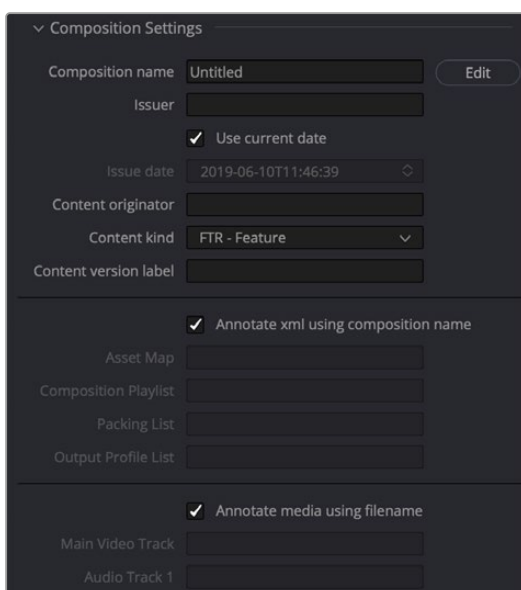 Composition Settings
Composition name Untitled Edit
Issuer
Use current date
Issue date 2019-06-10T11:46:39
Content originator
Content kind FTR - Feature
Content version label
Annotate xml using composition name
Asset Map
Composition Playlist
Packing List
Output Profile List
Annotate media using filename
Main Video Track
Audio Track 1